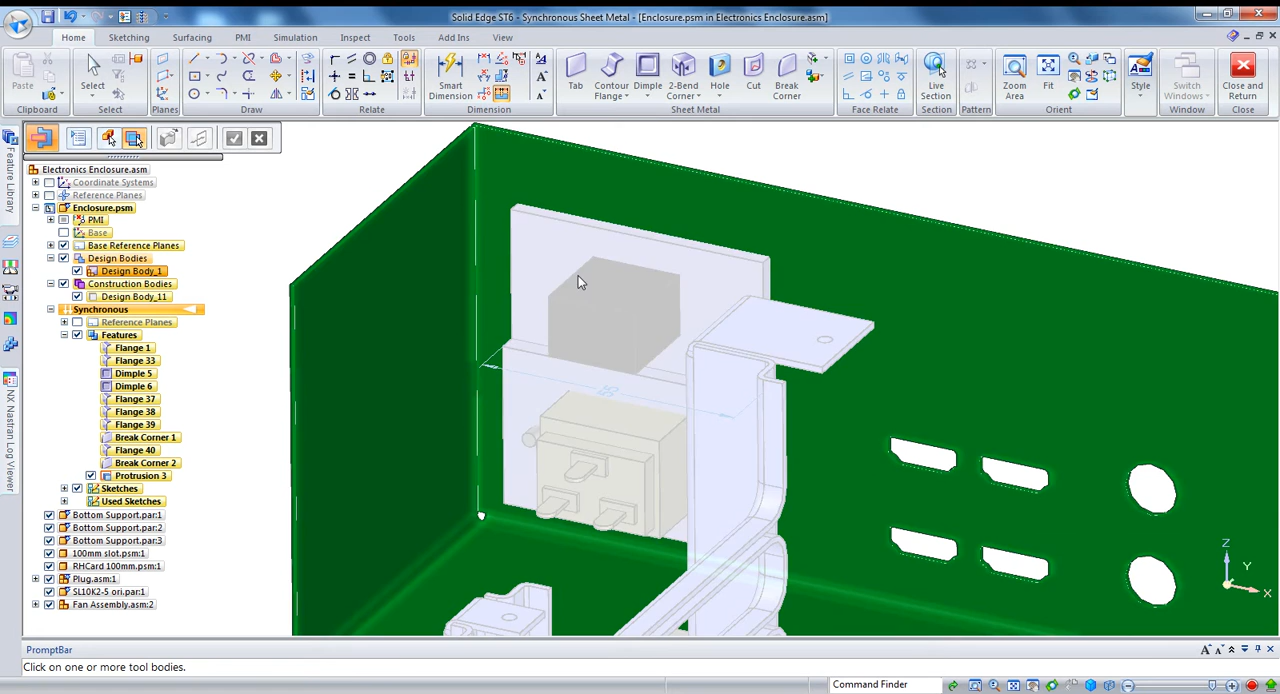 Solid Edge ST6 - Synchronous Sheet Metal - [Enclosure.psm in Electronics Enclosure.asm]
Home Sketching Surfacing PMI Simulation Inspect Tools Add Ins View
Paste Select Smart Dimension Tab Contour Flange Dimple 2-Bend Corner Hole Cut Break Corner Live Section Zoom Area Fit Style Switch Windows Close and Return
Clipboard Select Planes Draw Relate Dimension Sheet Metal Face Relate Section Pattern Orient Window Close
Feature Library
NX Nastran Log Viewer
Electronics Enclosure.asm
Coordinate Systems
Reference Planes
Enclosure.psm
PMI
Base
Base Reference Planes
Design Bodies
Design Body_1
Construction Bodies
Design Body_11
Synchronous
Reference Planes
Features
Flange 1
Flange 33
Dimple 5
Dimple 6
Flange 37
Flange 38
Flange 39
Break Corner 1
Flange 40
Break Corner 2
Protrusion 3
Sketches
Used Sketches
Bottom Support.par:1
Bottom Support.par:2
Bottom Support.par:3
100mm slot.psm:1
RHCard 100mm.psm:1
Plug.asm:1
SL10K2-5 ori.par:1
Fan Assembly.asm:2
Z
Y
X
PromptBar
Click on one or more tool bodies.
Command Finder